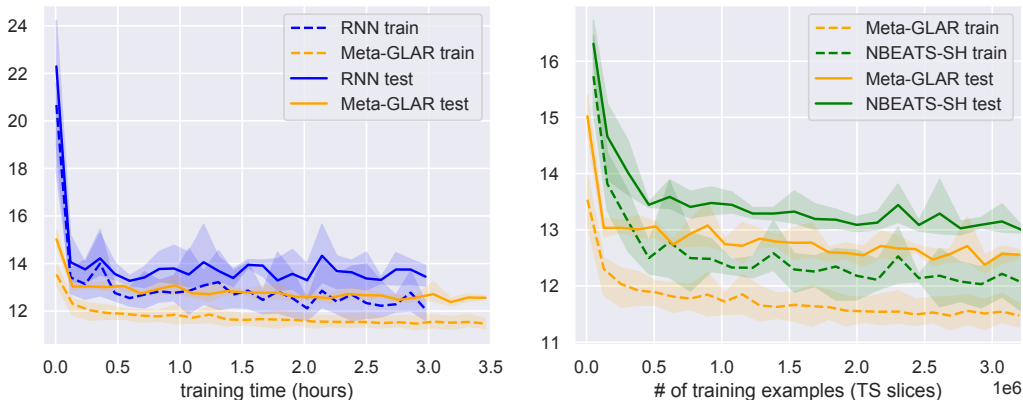 24
22
20
18
16
14
12
RNN train
Meta-GLAR train
RNN test
Meta-GLAR test
0.0 0.5 1.0 1.5 2.0 2.5 3.0 3.5
training time (hours)
16
15
14
13
12
11
Meta-GLAR train
NBEATS-SH train
Meta-GLAR test
NBEATS-SH test
0.0 0.5 1.0 1.5 2.0 2.5 3.0
# of training examples (TS slices)
1e6